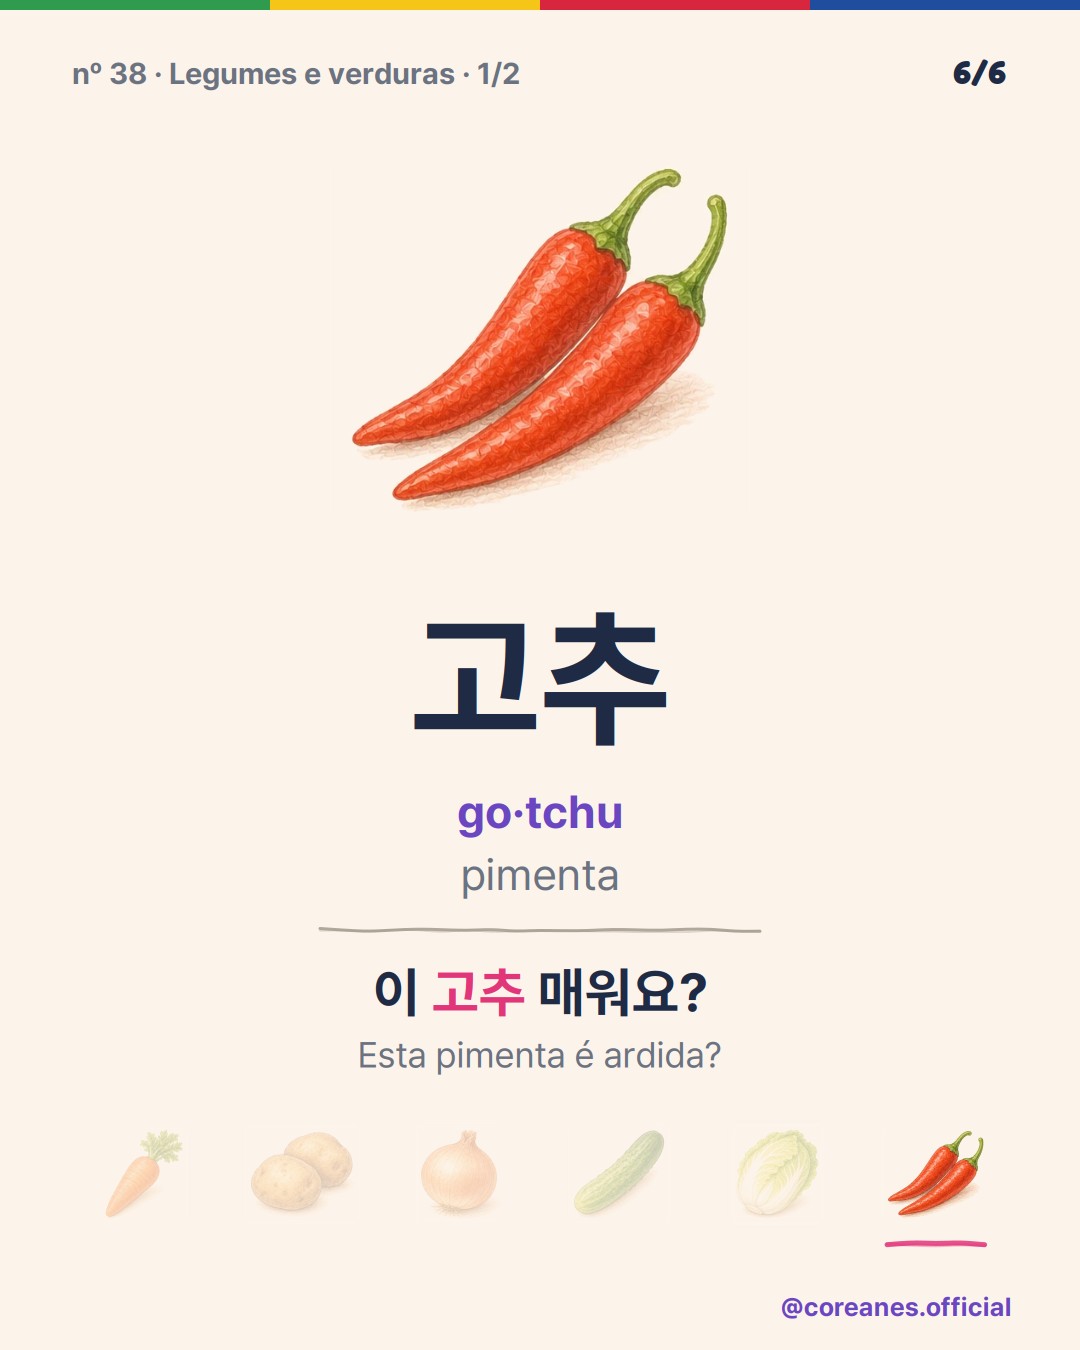 nº 38 · Legumes e verduras · 1/2
6/6
고추
go·tchu
pimenta
이 고추 매워요?
Esta pimenta é ardida?
@coreanes.official